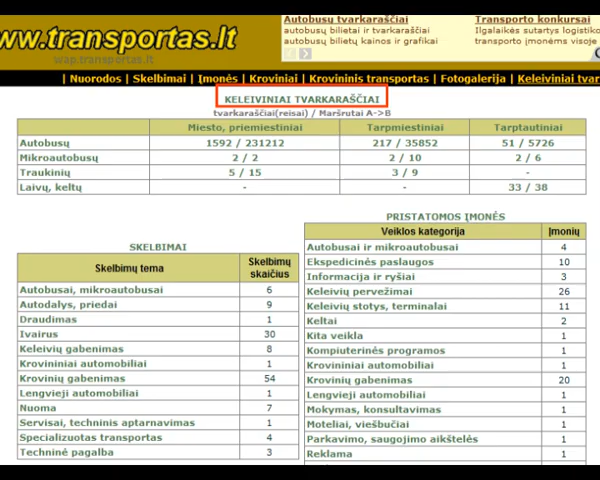 ww.transportas.lt
wap.transportas.lt
Autobusų tvarkaraščiai
autobusų bilietai ir tvarkaraščiai
autobusų bilietų kainos ir grafikai
Transporto konkursai
Ilgalaikės sutartys logistiko
transporto įmonėms visoje
| Nuorodos | Skelbimai | Įmonės | Kroviniai | Krovininis transportas | Fotogalerija | Keleiviniai tvar
KELEIVINIAI TVARKARAŠČIAI
tvarkaraščiai(reisai) / Maršrutai A->B
Miesto, priemiestiniai Tarpmiestiniai Tarptautiniai
Autobusų 1592 / 231212 217 / 35852 51 / 5726
Mikroautobusų 2 / 2 2 / 10 2 / 6
Traukinių 5 / 15 3 / 9 -
Laivų, keltų - - 33 / 38
SKELBIMAI
Skelbimų tema Skelbimų skaičius
Autobusai, mikroautobusai 6
Autodalys, priedai 9
Draudimas 1
Įvairus 30
Keleivių gabenimas 8
Krovininiai automobiliai 1
Krovinių gabenimas 54
Lengvieji automobiliai 1
Nuoma 7
Servisai, techninis aptarnavimas 1
Specializuotas transportas 4
Techninė pagalba 3
PRISTATOMOS ĮMONĖS
Veiklos kategorija Įmonių
Autobusai ir mikroautobusai 4
Ekspedicinės paslaugos 10
Informacija ir ryšiai 3
Keleivių pervežimai 26
Keleivių stotys, terminalai 11
Keltai 2
Kita veikla 1
Kompiuterinės programos 1
Krovininiai automobiliai 1
Krovinių gabenimas 20
Lengvieji automobiliai 1
Mokymas, konsultavimas 1
Moteliai, viešbučiai 1
Parkavimo, saugojimo aikštelės 1
Reklama 1